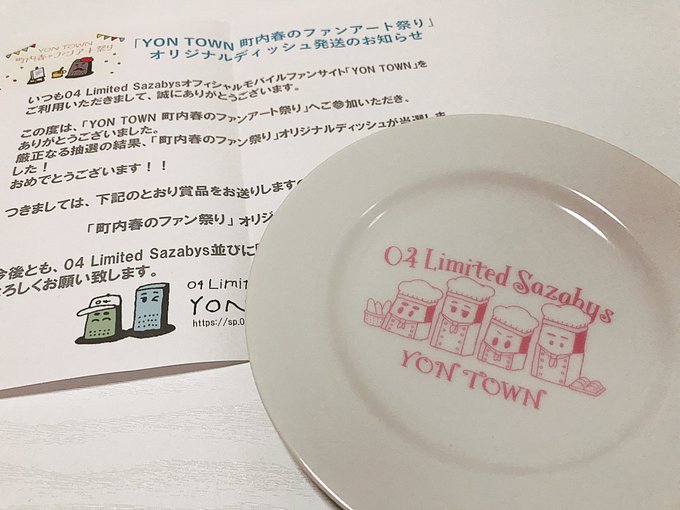 YON TOWN
町内春のファンアート祭り
「YON TOWN 町内春のファンアート祭り」
オリジナルディッシュ発送のお知らせ
いつも04 Limited Sazabysオフィシャルモバイルファンサイト「YON TOWN」を
ご利用いただきまして、誠にありがとうございます。
この度は、「YON TOWN 町内春のファンアート祭り」へご参加いただき、
ありがとうございました。
厳正なる抽選の結果、「町内春のファン祭り」オリジナルディッシュが当選しま
した！
おめでとうございます！！
つきましては、下記のとおり賞品をお送りします
「町内春のファン祭り」オリジ
今後とも、04 Limited Sazabys並びに「
ろしくお願い致します。
04 Limi
YON
https://sp.0
04 Limited Sazabys
YON TOWN